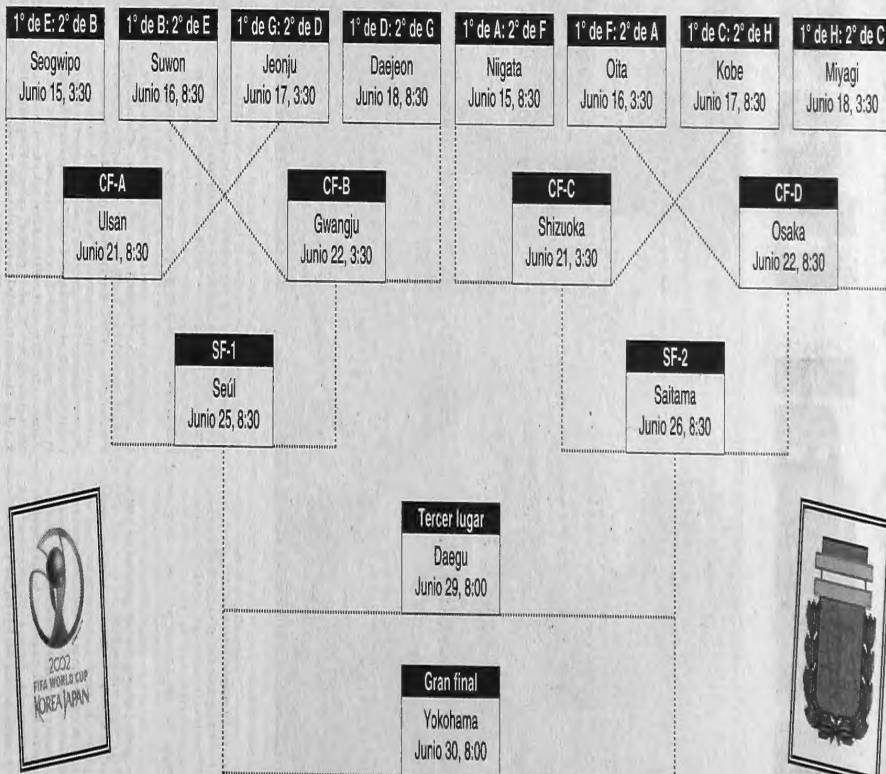 1° de E: 2° de B
Seogwipo
Junio 15, 3:30
1° de B: 2° de E
Suwon
Junio 16, 8:30
1° de G: 2° de D
Jeonju
Junio 17, 3:30
1° de D: 2° de G
Daejeon
Junio 18, 8:30
1° de A: 2° de F
Niigata
Junio 15, 8:30
1° de F: 2° de A
Oita
Junio 16, 3:30
1° de C: 2° de H
Kobe
Junio 17, 8:30
1° de H: 2° de C
Miyagi
Junio 18, 3:30
CF-A
Ulsan
Junio 21, 8:30
CF-B
Gwangju
Junio 22, 3:30
CF-C
Shizuoka
Junio 21, 3:30
CF-D
Osaka
Junio 22, 8:30
SF-1
Seúl
Junio 25, 8:30
SF-2
Saitama
Junio 26, 8:30
Tercer lugar
Daegu
Junio 29, 8:00
2002
FIFA WORLD CUP
KOREA JAPAN
Gran final
Yokohama
Junio 30, 8:00